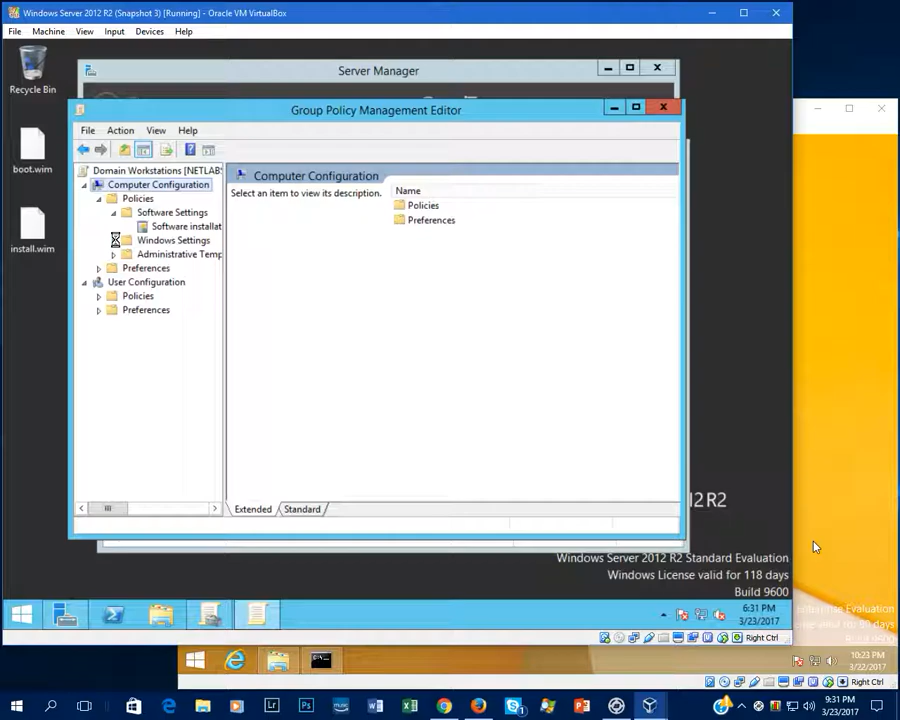 Windows Server 2012 R2 (Snapshot 3) [Running] - Oracle VM VirtualBox
File Machine View Input Devices Help
Recycle Bin
boot.wim
install.wim
Server Manager
Group Policy Management Editor
File Action View Help
Domain Workstations [NETLABS
Computer Configuration
Policies
Software Settings
Software installat
Windows Settings
Administrative Temp
Preferences
User Configuration
Policies
Preferences
Computer Configuration
Select an item to view its description.
Name
Policies
Preferences
Extended
Standard
12 R2
Windows Server 2012 R2 Standard Evaluation
Windows License valid for 118 days
Build 9600
6:31 PM
3/23/2017
Right Ctrl
Enterprise Evaluation
10:23 PM
3/22/2017
Right Ctrl
9:31 PM
3/23/2017